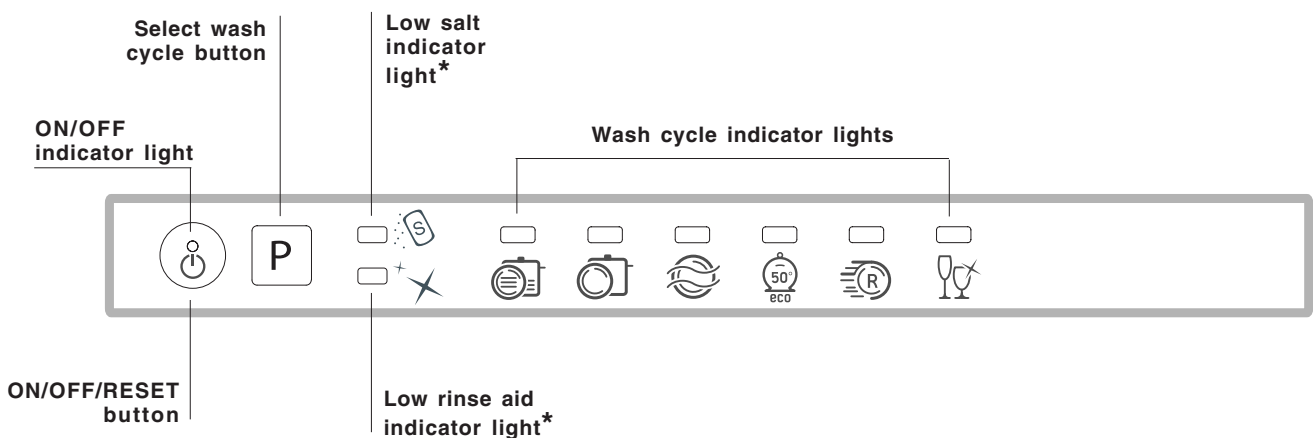 Select wash
cycle button
Low salt
indicator
light*
ON/OFF
indicator light
Wash cycle indicator lights
P
S
50°
eco
R
ON/OFF/RESET
button
Low rinse aid
indicator light*